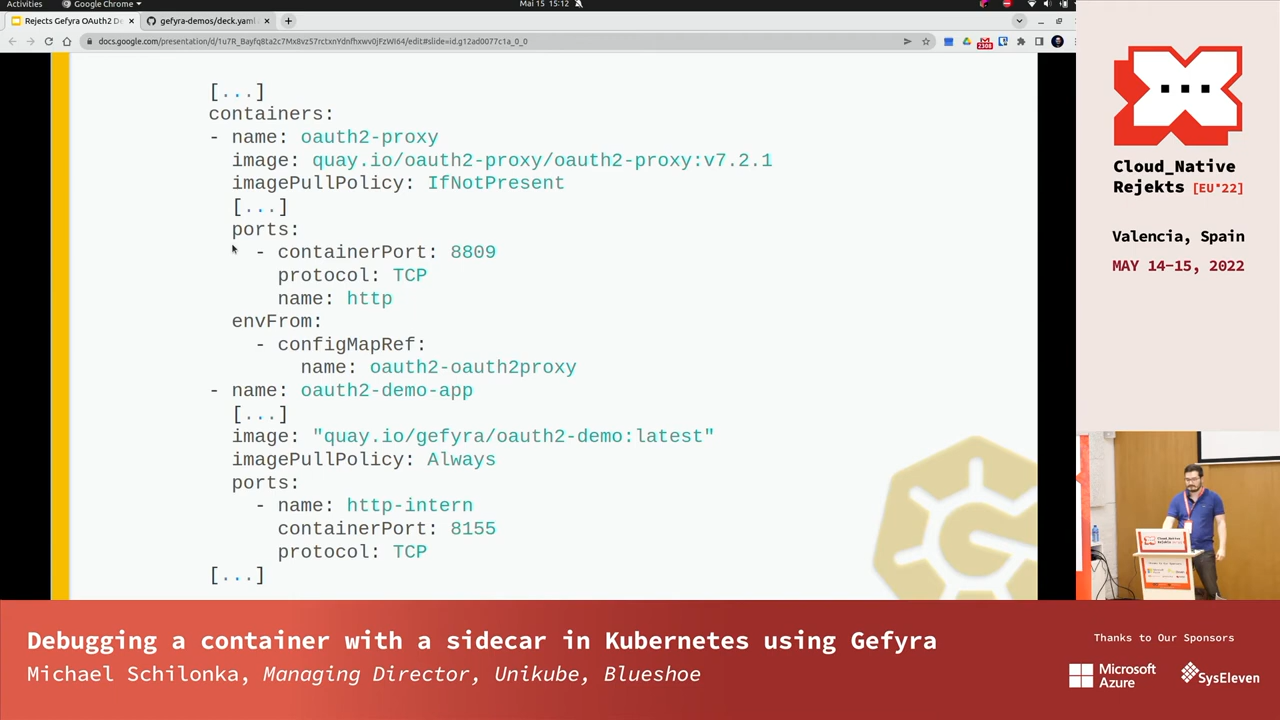 Activities
Google Chrome
Mai 15 15:12
Rejects Gefyra OAuth2 De
gefyra-demos/deck.yaml
docs.google.com/presentation/d/1u7R_Bayfq8ta2c7Mx8vz57rctxnYdnfhxwv0jFzWI64/edit#slide=id.g12ad0077c1a_0_0
2308
[...]
containers:
- name: oauth2-proxy
image: quay.io/oauth2-proxy/oauth2-proxy:v7.2.1
imagePullPolicy: IfNotPresent
[...]
ports:
- containerPort: 8809
protocol: TCP
name: http
envFrom:
- configMapRef:
name: oauth2-oauth2proxy
- name: oauth2-demo-app
[...]
image: "quay.io/gefyra/oauth2-demo:latest"
imagePullPolicy: Always
ports:
- name: http-intern
containerPort: 8155
protocol: TCP
[...]
Cloud_Native
Rejekts [EU*22]
Valencia, Spain
MAY 14-15, 2022
Debugging a container with a sidecar in Kubernetes using Gefyra
Michael Schilonka, Managing Director, Unikube, Blueshoe
Thanks to Our Sponsors
Microsoft
Azure
SysEleven